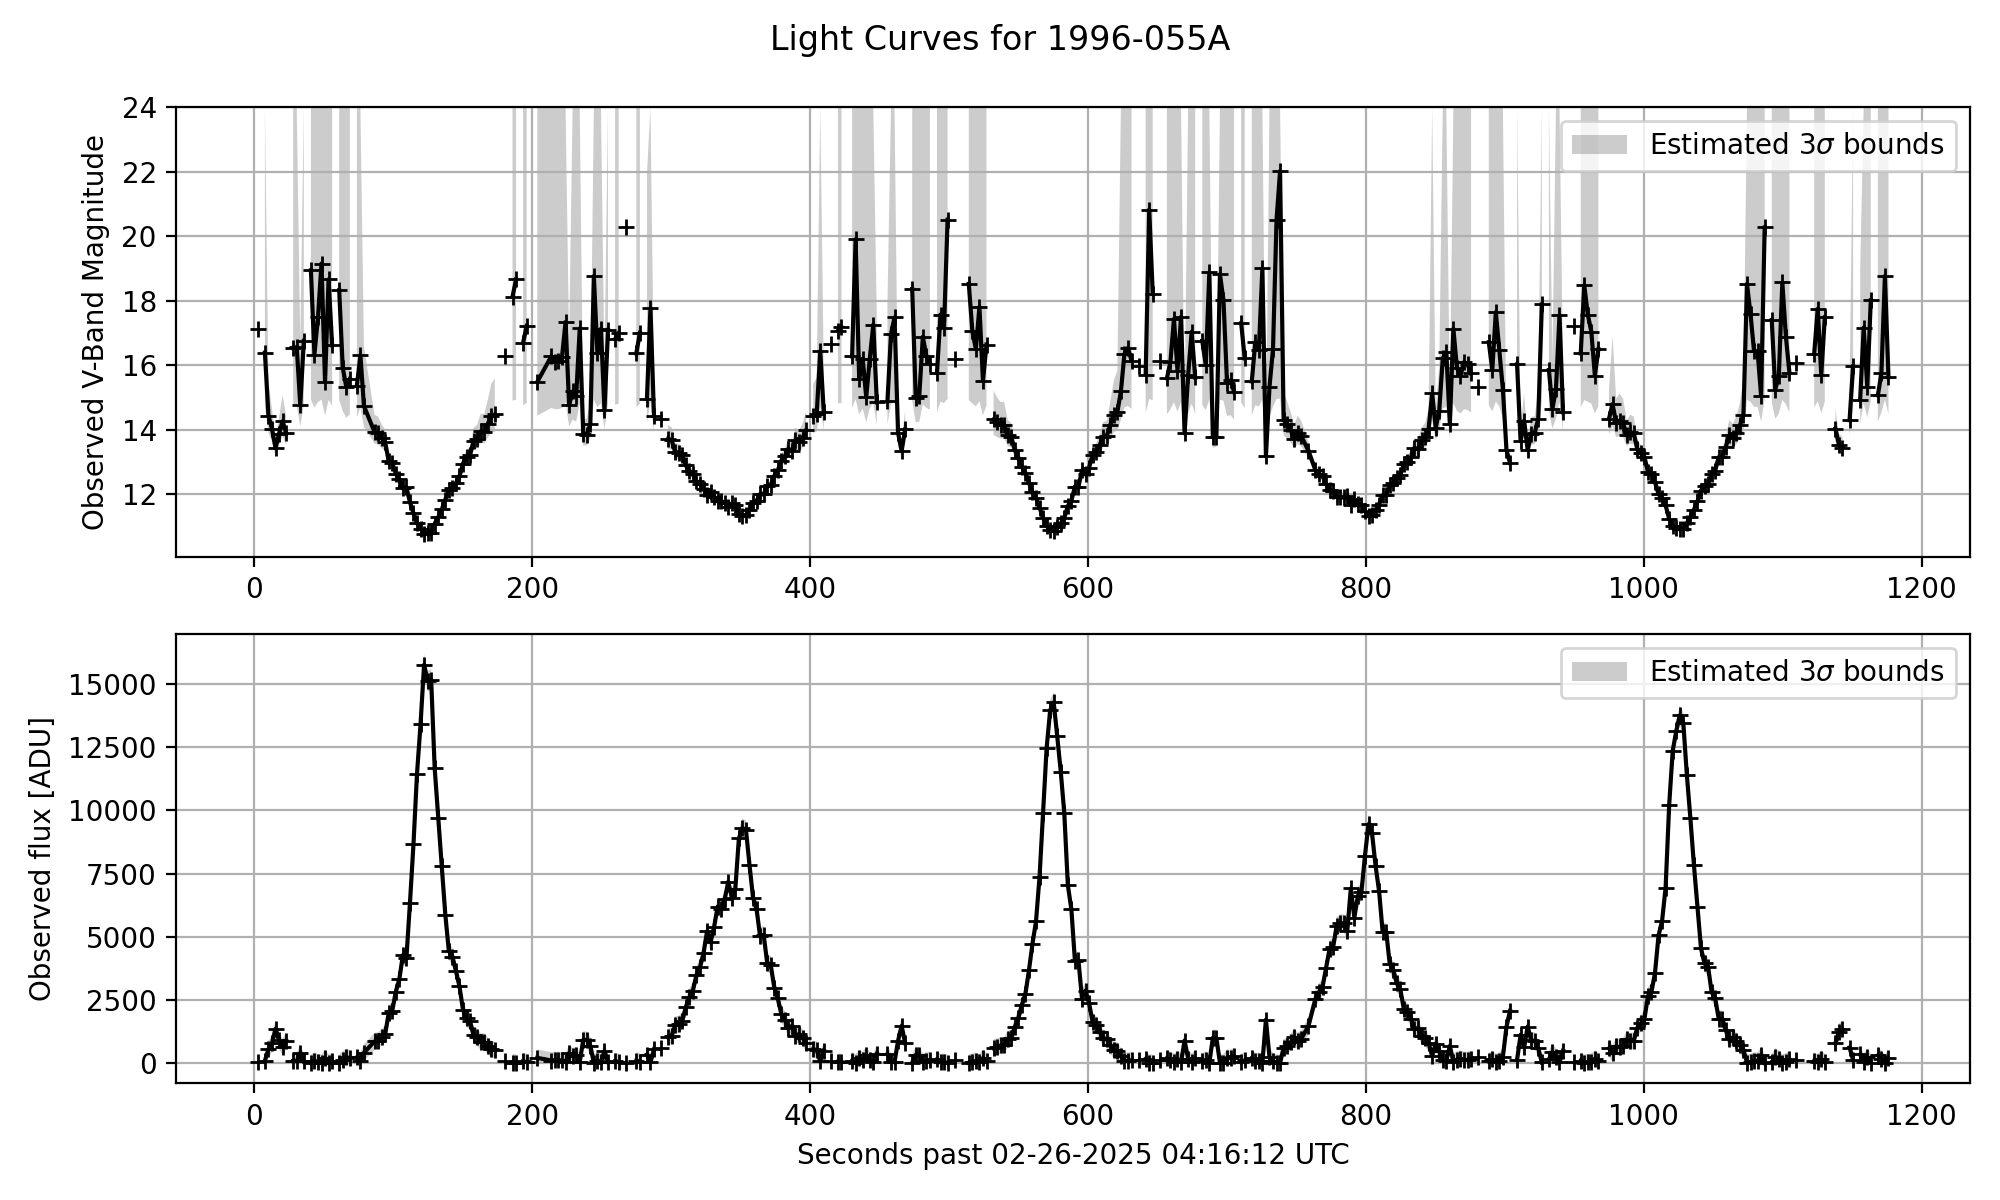 Light Curves for 1996-055A
Observed V-Band Magnitude
24
22
20
18
16
14
12
Estimated 3σ bounds
0 200 400 600 800 1000 1200
Observed flux [ADU]
15000
12500
10000
7500
5000
2500
0
Estimated 3σ bounds
0 200 400 600 800 1000 1200
Seconds past 02-26-2025 04:16:12 UTC